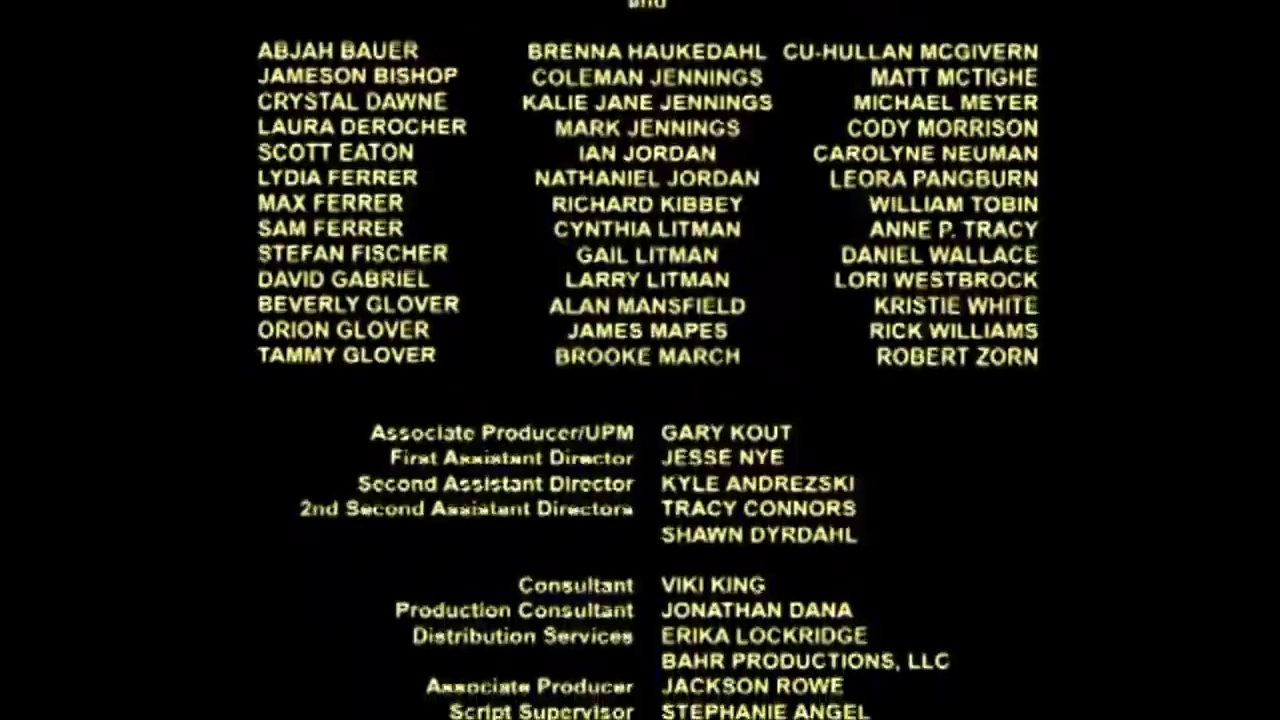 and
ABJAH BAUER BRENNA HAUKEDAHL CU-HULLAN MCGIVERN
JAMESON BISHOP COLEMAN JENNINGS MATT MCTIGHE
CRYSTAL DAWNE KALIE JANE JENNINGS MICHAEL MEYER
LAURA DEROCHER MARK JENNINGS CODY MORRISON
SCOTT EATON IAN JORDAN CAROLYNE NEUMAN
LYDIA FERRER NATHANIEL JORDAN LEORA PANGBURN
MAX FERRER RICHARD KIBBEY WILLIAM TOBIN
SAM FERRER CYNTHIA LITMAN ANNE P. TRACY
STEFAN FISCHER GAIL LITMAN DANIEL WALLACE
DAVID GABRIEL LARRY LITMAN LORI WESTBROCK
BEVERLY GLOVER ALAN MANSFIELD KRISTIE WHITE
ORION GLOVER JAMES MAPES RICK WILLIAMS
TAMMY GLOVER BROOKE MARCH ROBERT ZORN
Associate Producer/UPM GARY KOUT
First Assistant Director JESSE NYE
Second Assistant Director KYLE ANDREZSKI
2nd Second Assistant Directors TRACY CONNORS
SHAWN DYRDAHL
Consultant VIKI KING
Production Consultant JONATHAN DANA
Distribution Services ERIKA LOCKRIDGE
BAHR PRODUCTIONS, LLC
Associate Producer JACKSON ROWE
Script Supervisor STEPHANIE ANGEL